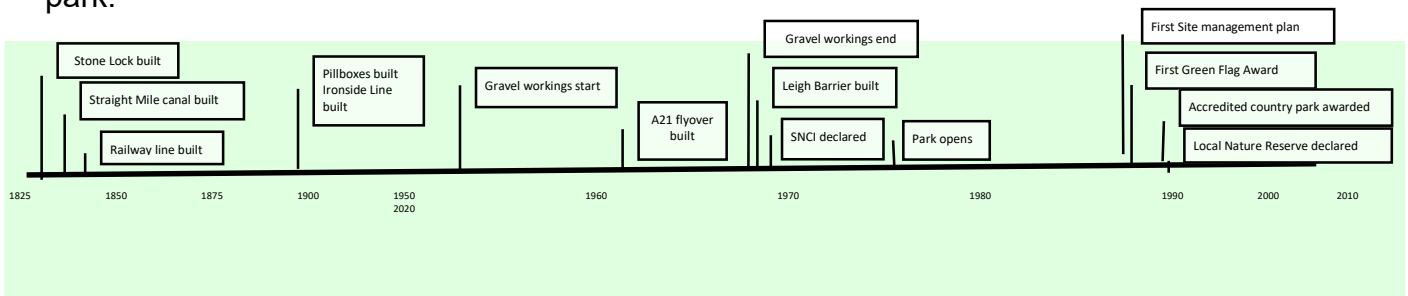 park.
Stone Lock built
Straight Mile canal built
Railway line built
Pillboxes built
Ironside Line
built
Gravel workings start
A21 flyover
built
Gravel workings end
Leigh Barrier built
SNCI declared
Park opens
First Site management plan
First Green Flag Award
Accredited country park awarded
Local Nature Reserve declared
1825 1850 1875 1900 1950 1960 1970 1980 1990 2000 2010
2020